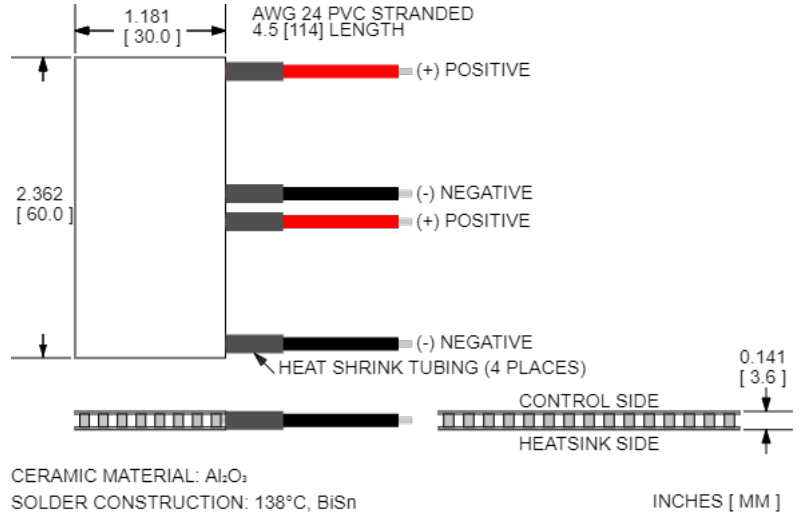 1.181
[ 30.0 ]
AWG 24 PVC STRANDED
4.5 [114] LENGTH
(+) POSITIVE
2.362
[ 60.0 ]
(-) NEGATIVE
(+) POSITIVE
(-) NEGATIVE
HEAT SHRINK TUBING (4 PLACES)
0.141
[ 3.6 ]
CONTROL SIDE
HEATSINK SIDE
CERAMIC MATERIAL: Al₂O₃
SOLDER CONSTRUCTION: 138°C, BiSn
INCHES [ MM ]